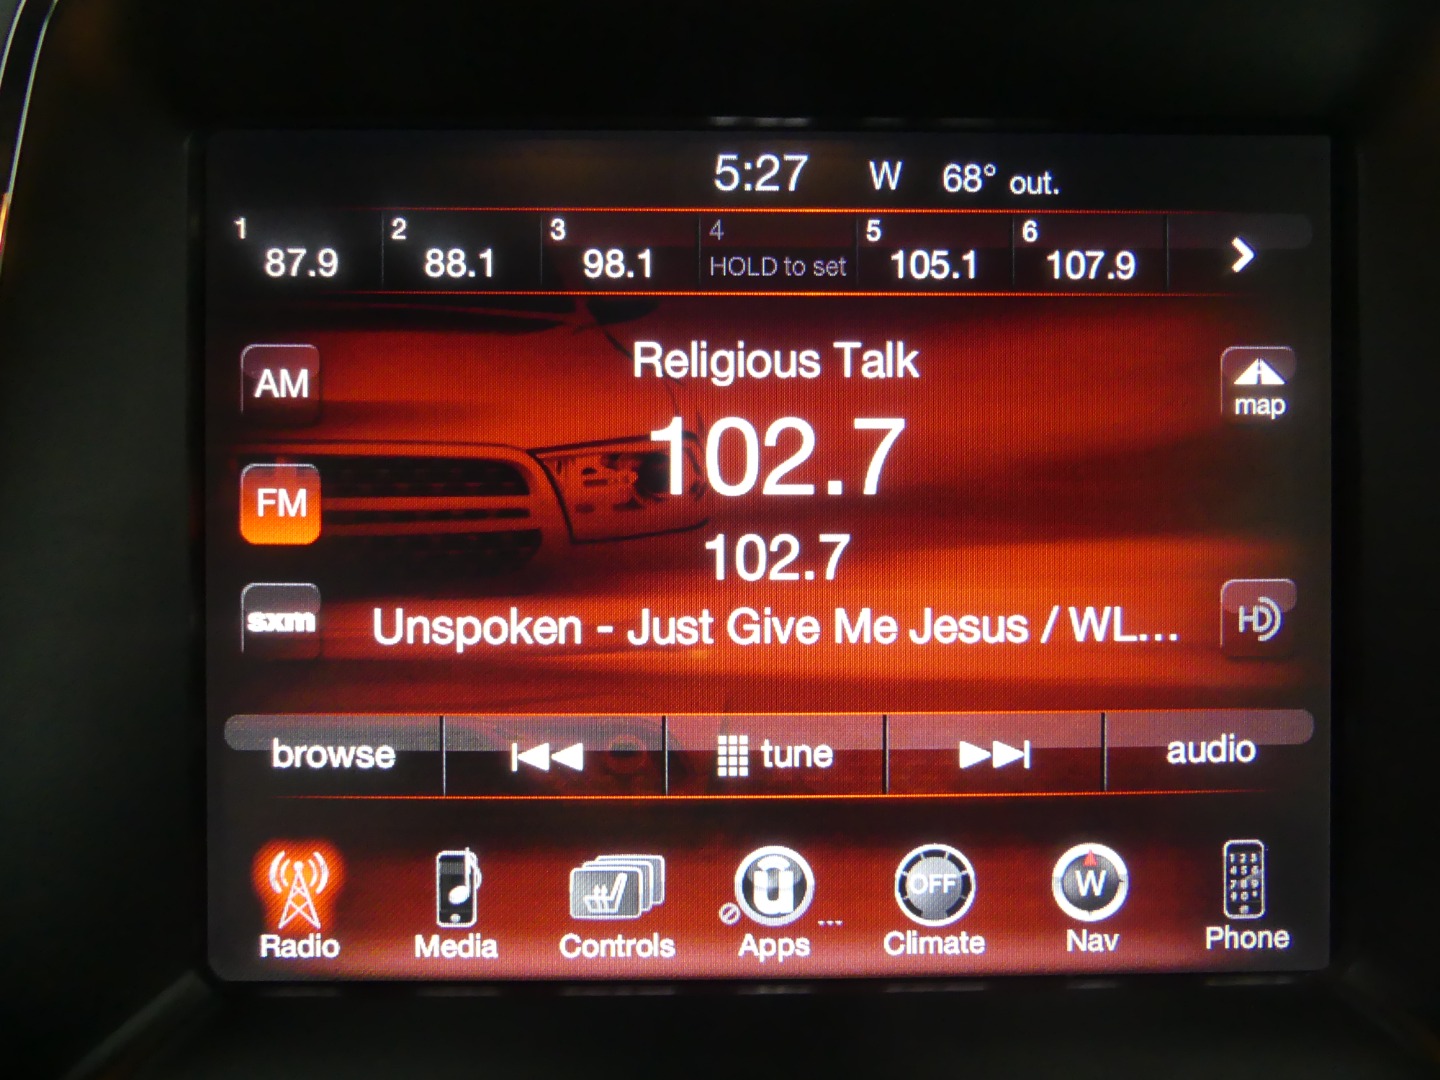 5:27 W 68° out.
1 2 3 4 5 6
87.9 88.1 98.1 HOLD to set 105.1 107.9
Religious Talk
AM
map
102.7
FM
102.7
sxm
Unspoken - Just Give Me Jesus / WL...
HD
browse tune audio
OFF W
Radio Media Controls Apps ... Climate Nav Phone